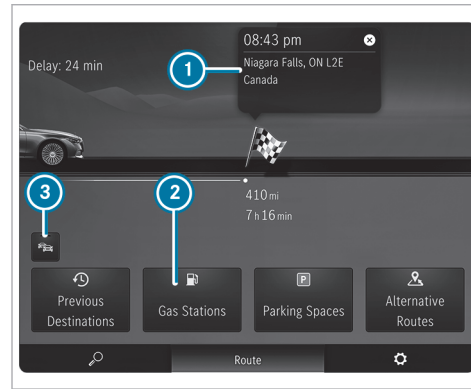 08:43 pm
Delay: 24 min
1
Niagara Falls, ON L2E
Canada
3
2
410 mi
7 h 16 min
Previous
Destinations
Gas Stations
P
Parking Spaces
Alternative
Routes
Route